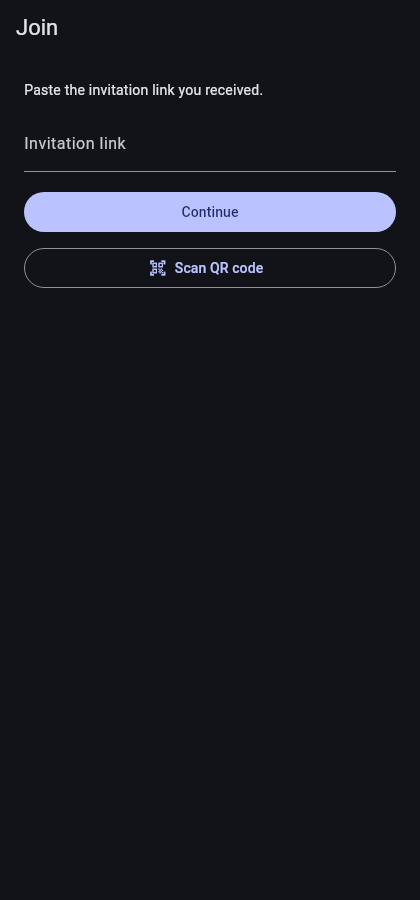 Join
Paste the invitation link you received.
Invitation link
Continue
Scan QR code